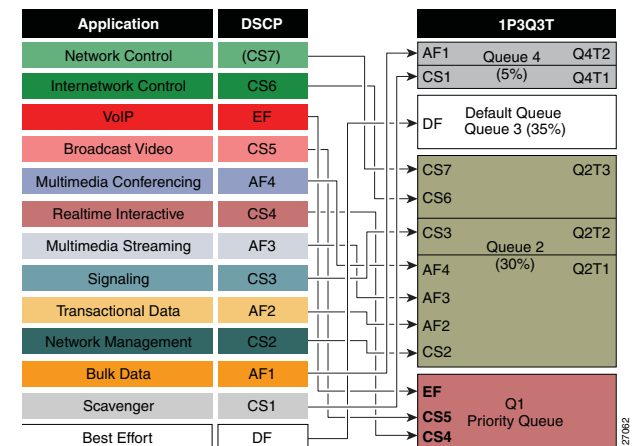 Application DSCP 1P3Q3T
Network Control (CS7)
Internetwork Control CS6
VoIP EF
Broadcast Video CS5
Multimedia Conferencing AF4
Realtime Interactive CS4
Multimedia Streaming AF3
Signaling CS3
Transactional Data AF2
Network Management CS2
Bulk Data AF1
Scavenger CS1
Best Effort DF
AF1 Queue 4 Q4T2
CS1 (5%) Q4T1
DF Default Queue
Queue 3 (35%)
CS7 Q2T3
CS6
CS3 Q2T2
Queue 2
(30%)
AF4 Q2T1
AF3
AF2
CS2
EF
Q1
CS5 Priority Queue
CS4
27062